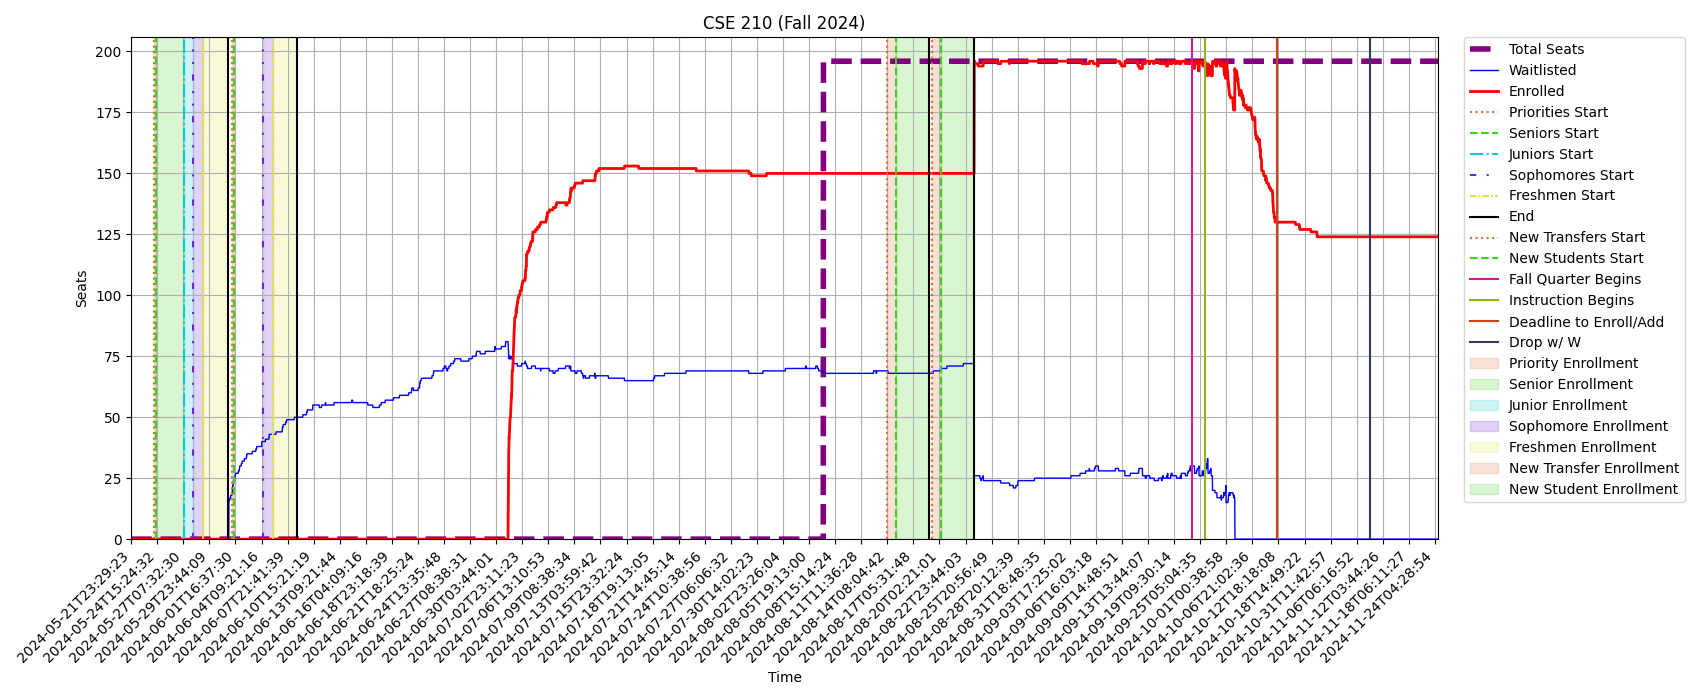 CSE 210 (Fall 2024)
200
175
150
125
100
75
50
25
0
Seats
2024-05-21T23:29:23
2024-05-24T15:24:32
2024-05-27T07:32:30
2024-05-29T23:44:09
2024-06-01T16:37:30
2024-06-04T09:21:16
2024-06-07T21:41:39
2024-06-10T15:21:19
2024-06-13T09:21:44
2024-06-16T04:09:16
2024-06-18T23:18:39
2024-06-21T18:25:24
2024-06-24T13:35:48
2024-06-27T08:38:31
2024-06-30T03:44:01
2024-07-02T23:11:23
2024-07-06T13:10:53
2024-07-09T08:38:34
2024-07-13T03:59:42
2024-07-15T23:32:24
2024-07-18T19:13:05
2024-07-21T14:45:14
2024-07-24T10:38:56
2024-07-27T06:06:32
2024-07-30T14:02:23
2024-08-02T23:26:04
2024-08-05T19:13:00
2024-08-08T15:14:24
2024-08-11T11:36:28
2024-08-14T08:04:42
2024-08-17T05:31:48
2024-08-20T02:21:01
2024-08-22T23:44:03
2024-08-25T20:56:49
2024-08-28T20:12:39
2024-08-31T18:48:35
2024-09-03T17:25:02
2024-09-06T16:03:18
2024-09-09T14:48:51
2024-09-13T13:44:07
2024-09-19T09:30:14
2024-09-25T05:04:35
2024-10-01T00:38:58
2024-10-06T21:02:36
2024-10-12T18:18:08
2024-10-18T14:49:22
2024-10-31T11:42:57
2024-11-06T06:16:52
2024-11-12T03:44:26
2024-11-18T06:11:27
2024-11-24T04:28:54
Time
Total Seats
Waitlisted
Enrolled
Priorities Start
Seniors Start
Juniors Start
Sophomores Start
Freshmen Start
End
New Transfers Start
New Students Start
Fall Quarter Begins
Instruction Begins
Deadline to Enroll/Add
Drop w/ W
Priority Enrollment
Senior Enrollment
Junior Enrollment
Sophomore Enrollment
Freshmen Enrollment
New Transfer Enrollment
New Student Enrollment